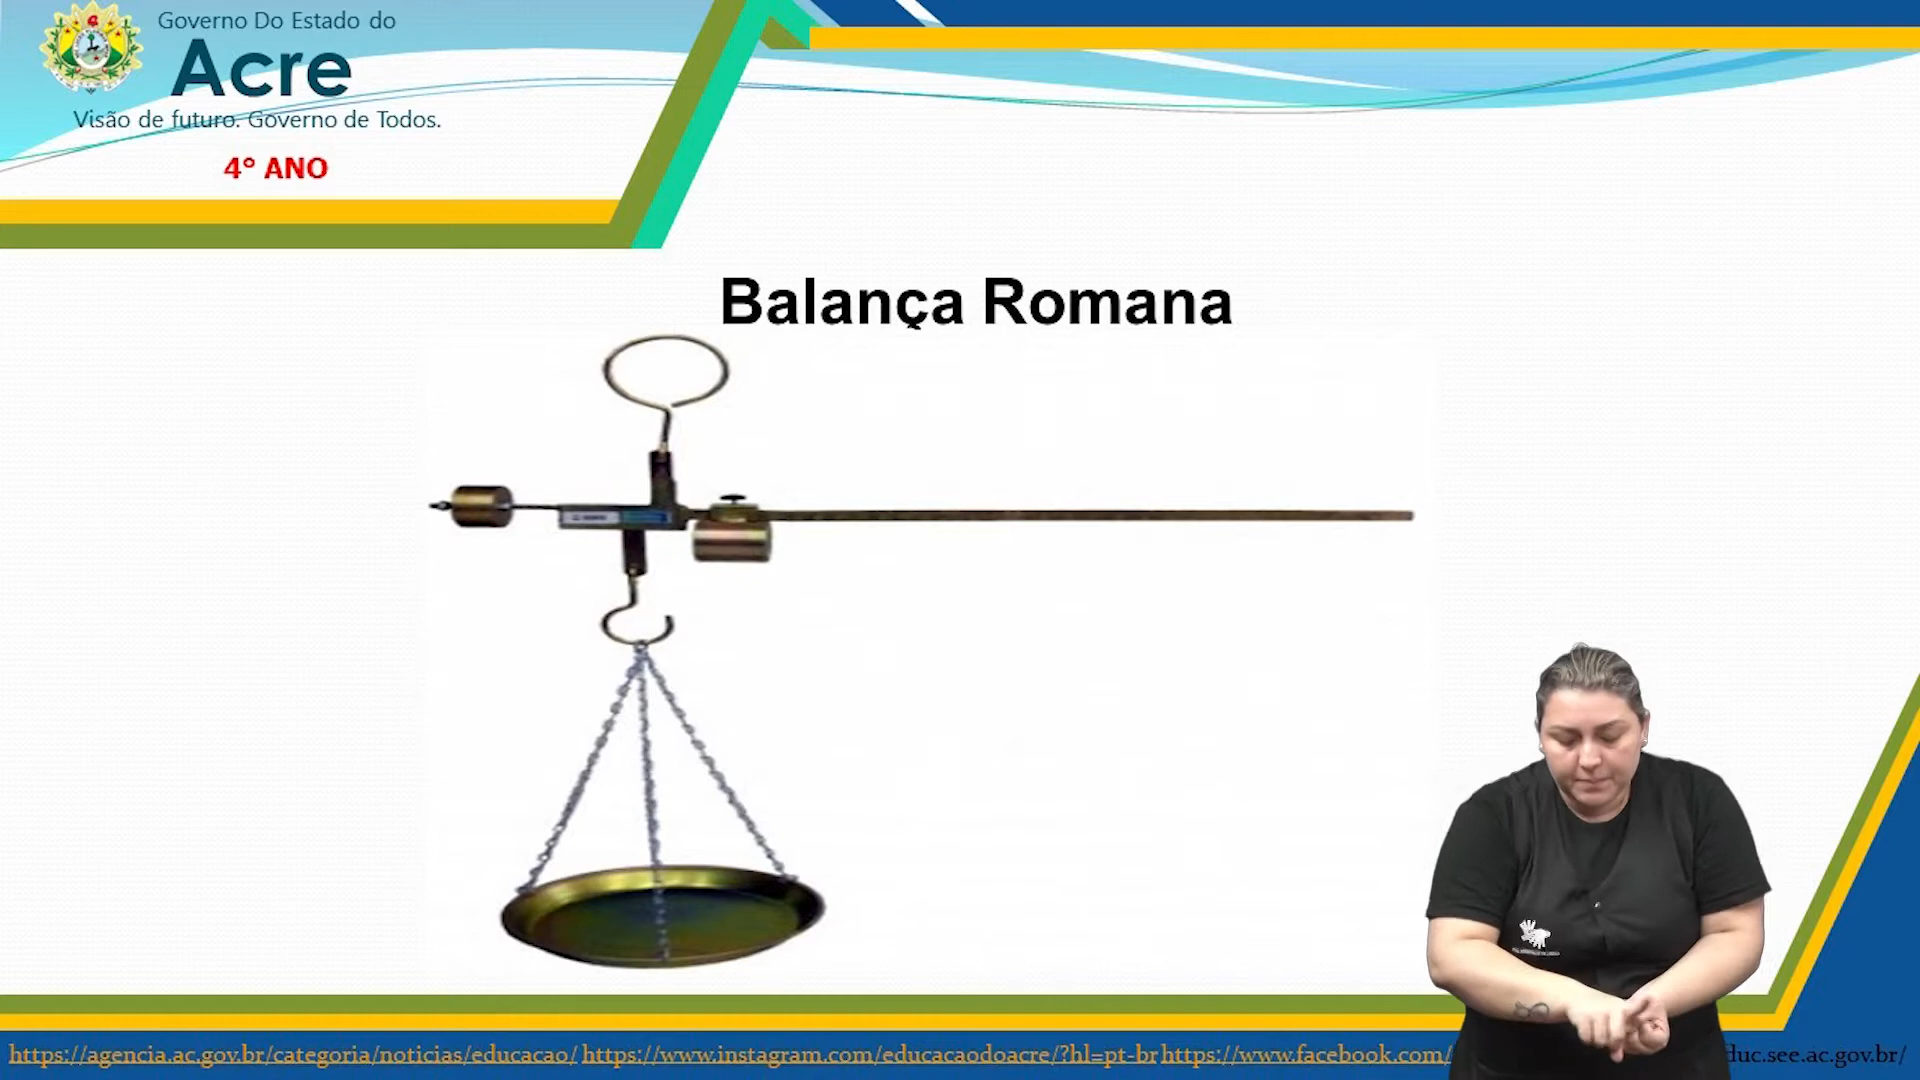 Governo Do Estado do
Acre
Visão de futuro. Governo de Todos.
4° ANO
Balança Romana
https://agencia.ac.gov.br/categoria/noticias/educacao/ https://www.instagram.com/educacaodoacre/?hl=pt-br https://www.facebook.com/ duc.see.ac.gov.br/